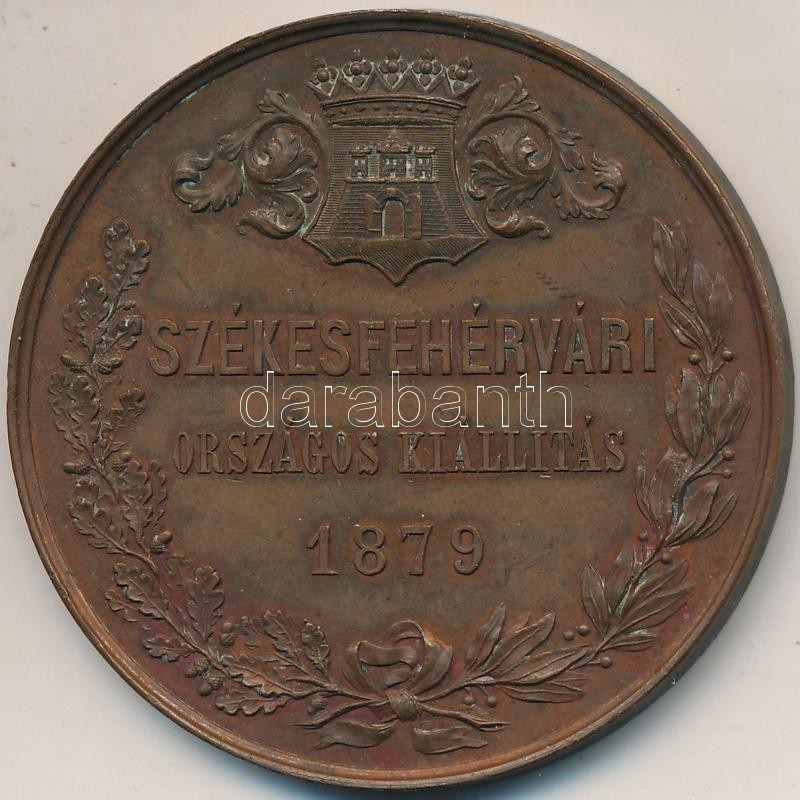 SZÉKESFEHÉRVÁRI
darabanth
ORSZÁGOS KIÁLLITÁS
1879